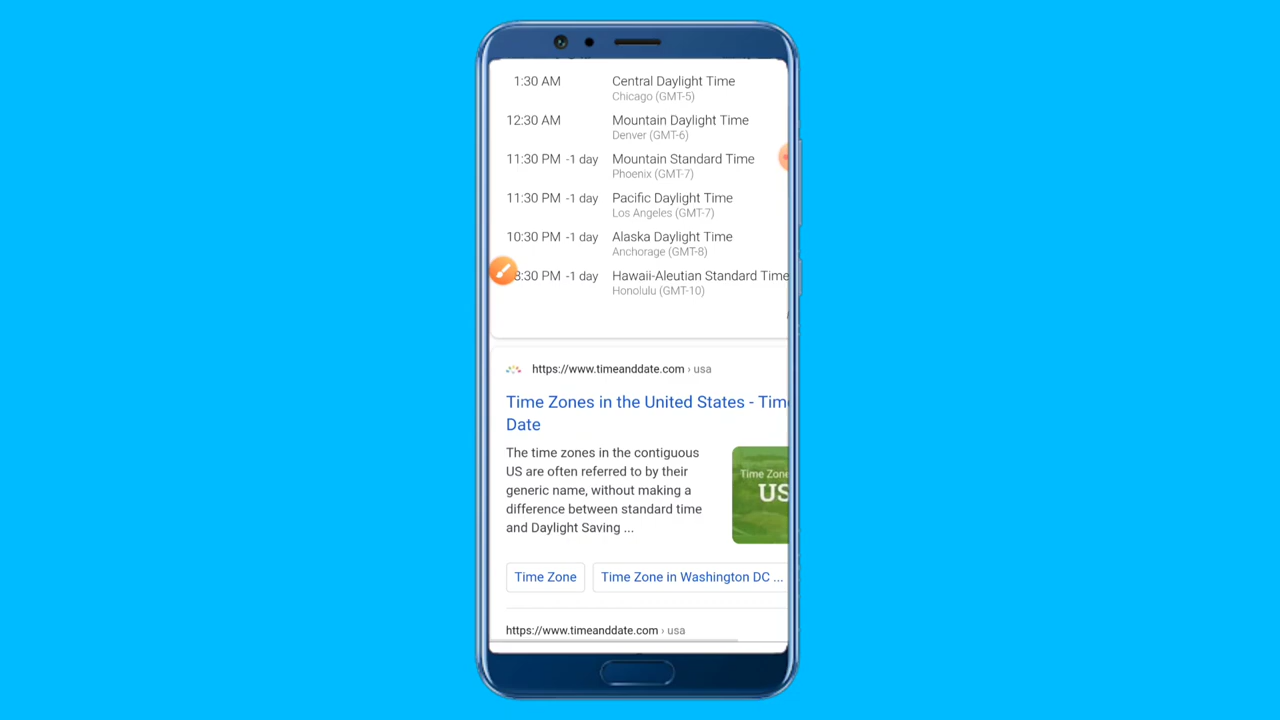 1:30 AM Central Daylight Time
Chicago (GMT-5)
12:30 AM Mountain Daylight Time
Denver (GMT-6)
11:30 PM -1 day Mountain Standard Time
Phoenix (GMT-7)
11:30 PM -1 day Pacific Daylight Time
Los Angeles (GMT-7)
10:30 PM -1 day Alaska Daylight Time
Anchorage (GMT-8)
8:30 PM -1 day Hawaii-Aleutian Standard Time
Honolulu (GMT-10)
https://www.timeanddate.com › usa
Time Zones in the United States - Time
Date
The time zones in the contiguous
US are often referred to by their
generic name, without making a
difference between standard time
and Daylight Saving ...
Time Zone
US
Time Zone
Time Zone in Washington DC ...
https://www.timeanddate.com › usa